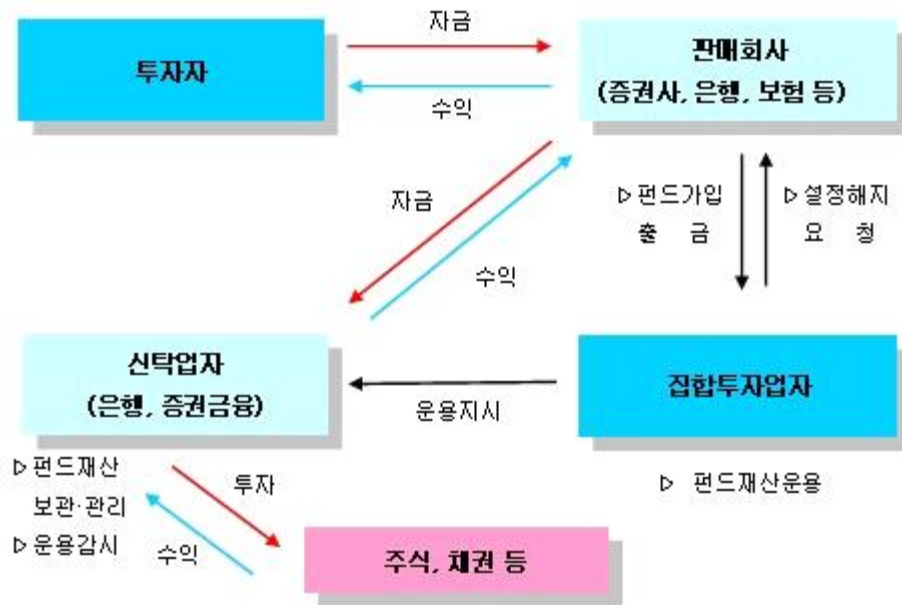 자금
투자자
판매회사
(증권사, 은행, 보험 등)
수익
자금
▷ 펀드가입
출 금
▷ 설정해지
요 청
수익
신탁업자
(은행, 증권금융)
집합투자업자
운용지시
▷ 펀드재산
보관·관리
▷ 운용감시
투자
수익
▷ 펀드재산운용
주식, 채권 등